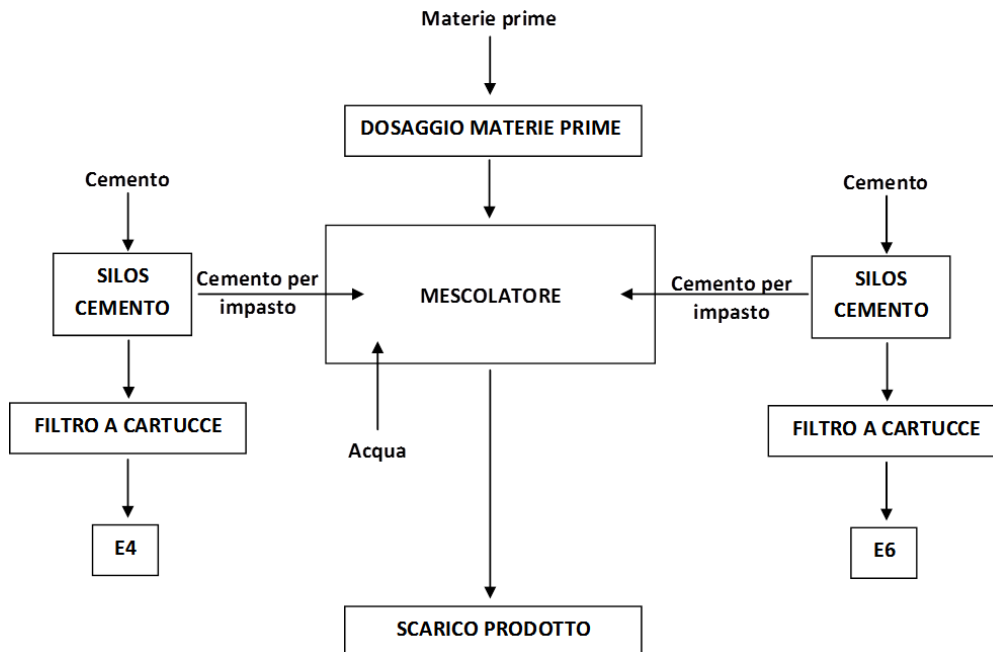 Materie prime
DOSAGGIO MATERIE PRIME
Cemento
Cemento
SILOS
CEMENTO
Cemento per
impasto
MESCOLATORE
Cemento per
impasto
SILOS
CEMENTO
FILTRO A CARTUCCE
Acqua
FILTRO A CARTUCCE
E4
E6
SCARICO PRODOTTO